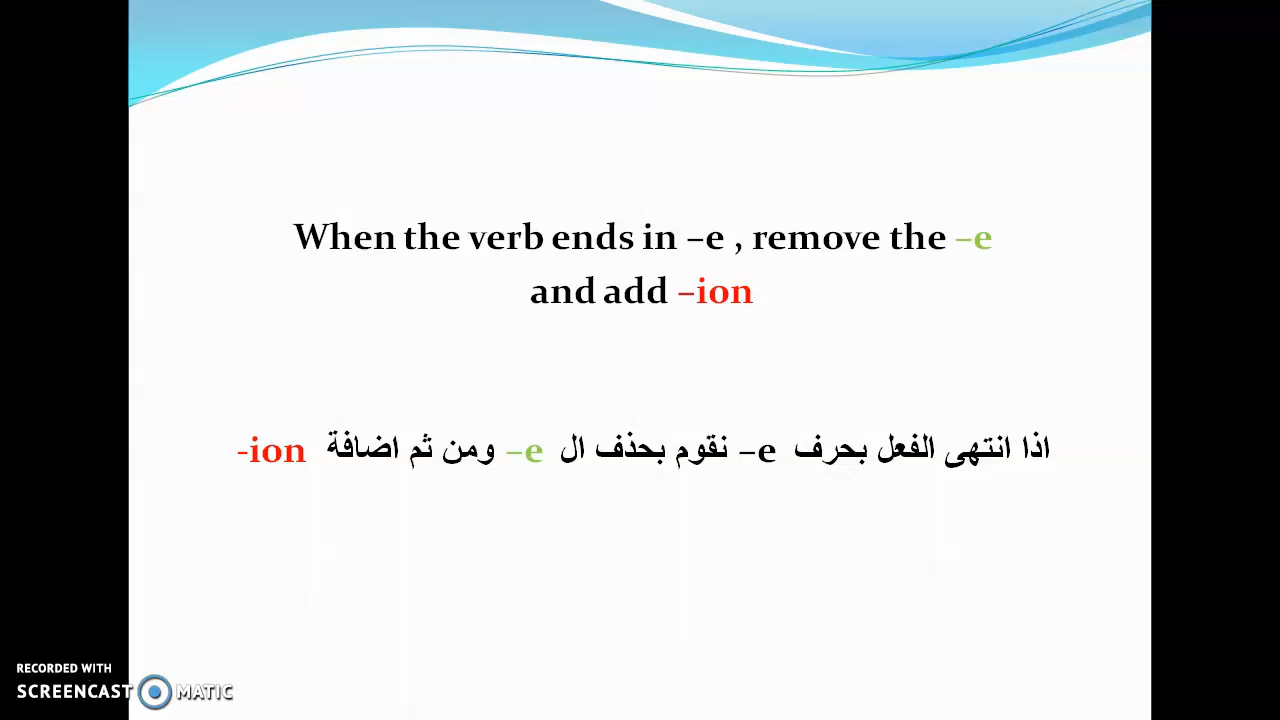 When the verb ends in –e , remove the –e
and add –ion
اذا انتهى الفعل بحرف e– نقوم بحذف ال e– ومن ثم اضافة ion-
RECORDED WITH
SCREENCAST MATIC